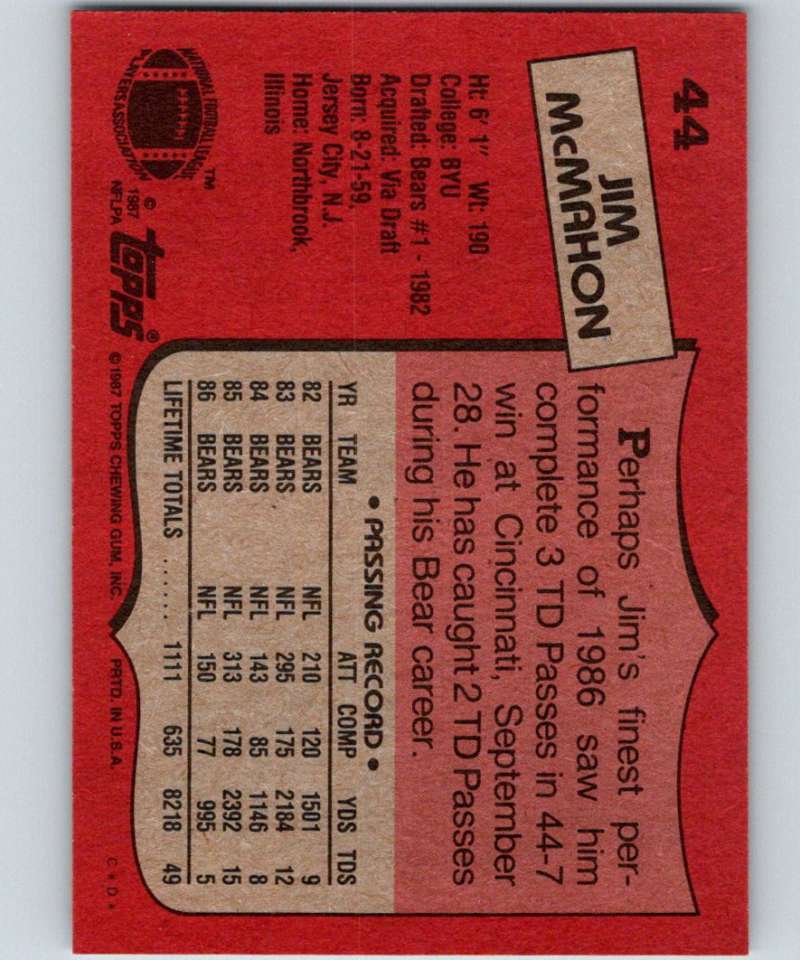 44
JIM
McMAHON
Ht: 6' 1" Wt: 190
College: BYU
Drafted: Bears #1 - 1982
Acquired: Via Draft
Born: 8-21-59,
Jersey City, N.J.
Home: Northbrook,
Illinois
NATIONAL FOOTBALL LEAGUE
PLAYERS ASSOCIATION
TM
© 1987
NFLPA
topps®
Perhaps Jim's finest per-
formance of 1986 saw him
complete 3 TD Passes in 44-7
win at Cincinnati, September
28. He has caught 2 TD Passes
during his Bear career.
• PASSING RECORD •
YR TEAM ATT COMP YDS TDS
82 BEARS NFL 210 120 1501 9
83 BEARS NFL 295 175 2184 12
84 BEARS NFL 143 85 1146 8
85 BEARS NFL 313 178 2392 15
86 BEARS NFL 150 77 995 5
LIFETIME TOTALS ...... 1111 635 8218 49
©1987 TOPPS CHEWING GUM, INC. PRTD. IN U.S.A. C*D*